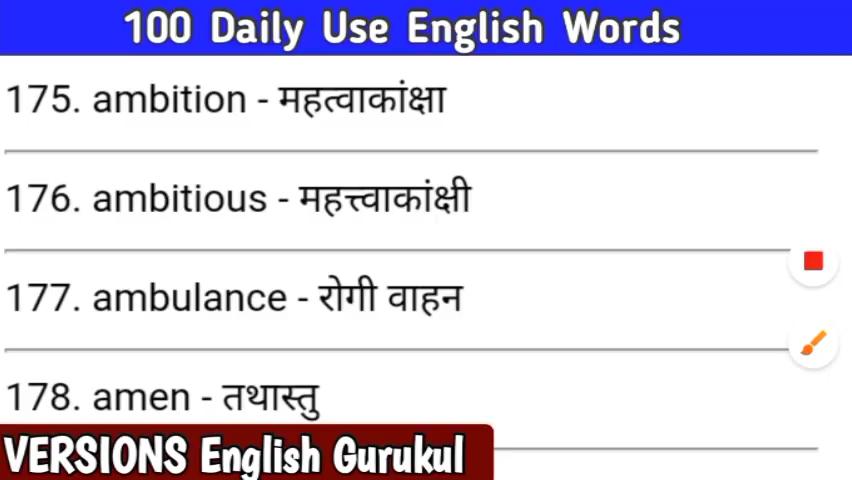 100 Daily Use English Words
175. ambition - महत्वाकांक्षा
176. ambitious - महत्त्वाकांक्षी
177. ambulance - रोगी वाहन
178. amen - तथास्तु
VERSIONS English Gurukul